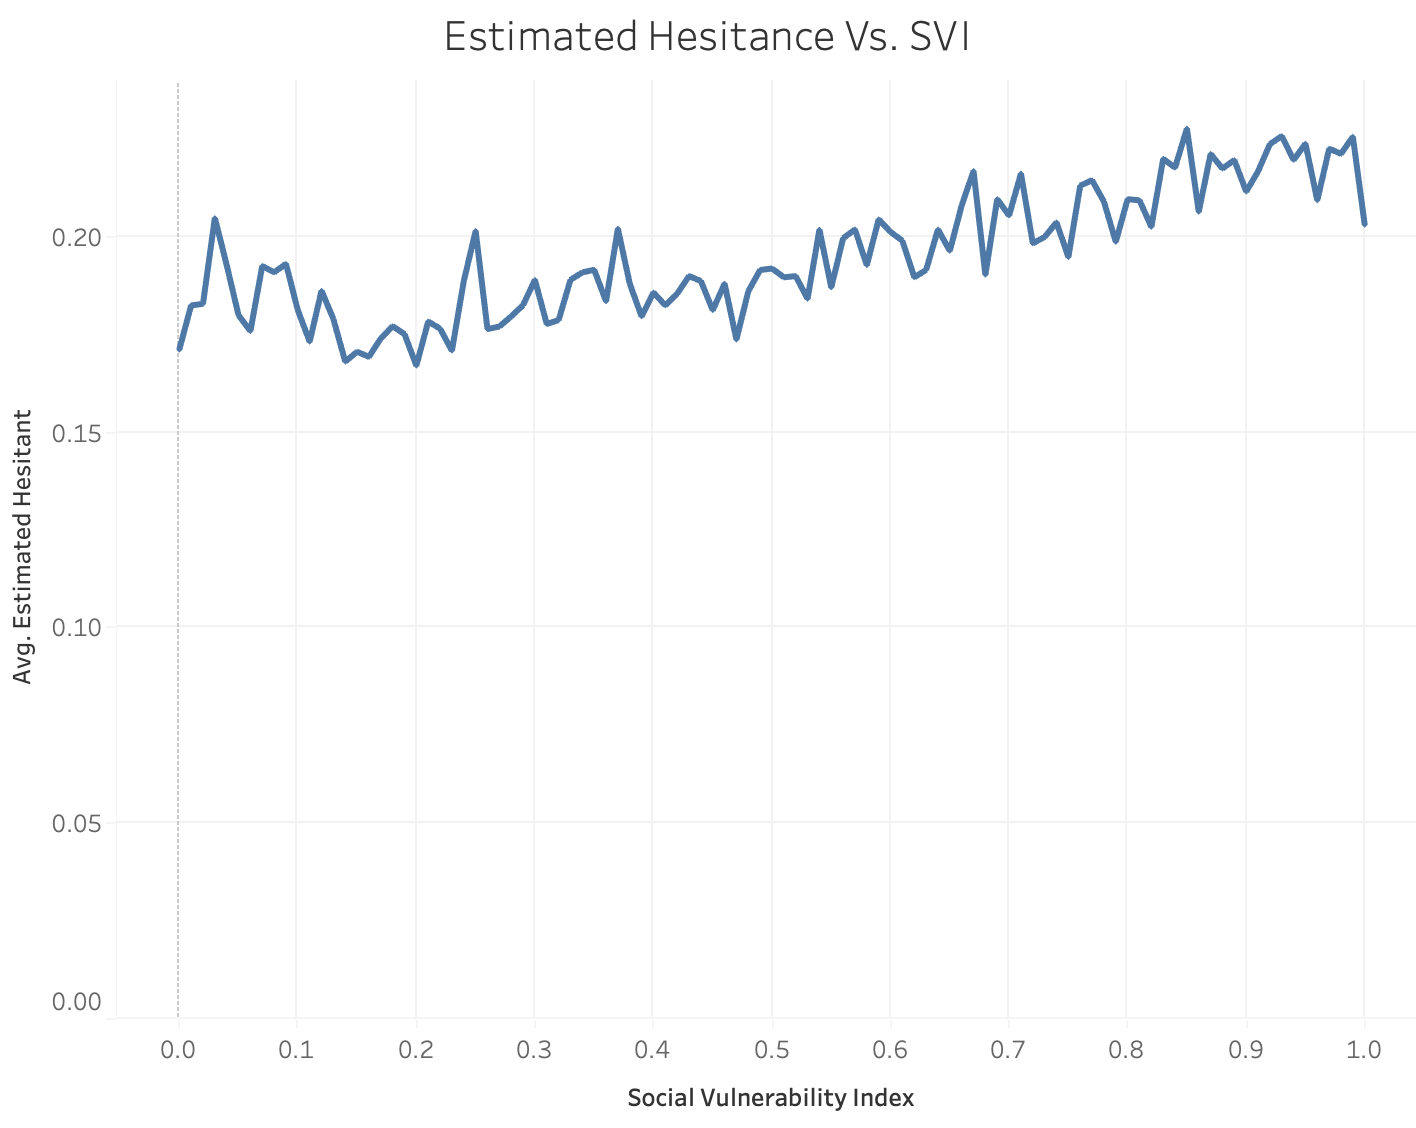 Estimated Hesitance Vs. SVI
Avg. Estimated Hesitant
0.20
0.15
0.10
0.05
0.00
0.0 0.1 0.2 0.3 0.4 0.5 0.6 0.7 0.8 0.9 1.0
Social Vulnerability Index